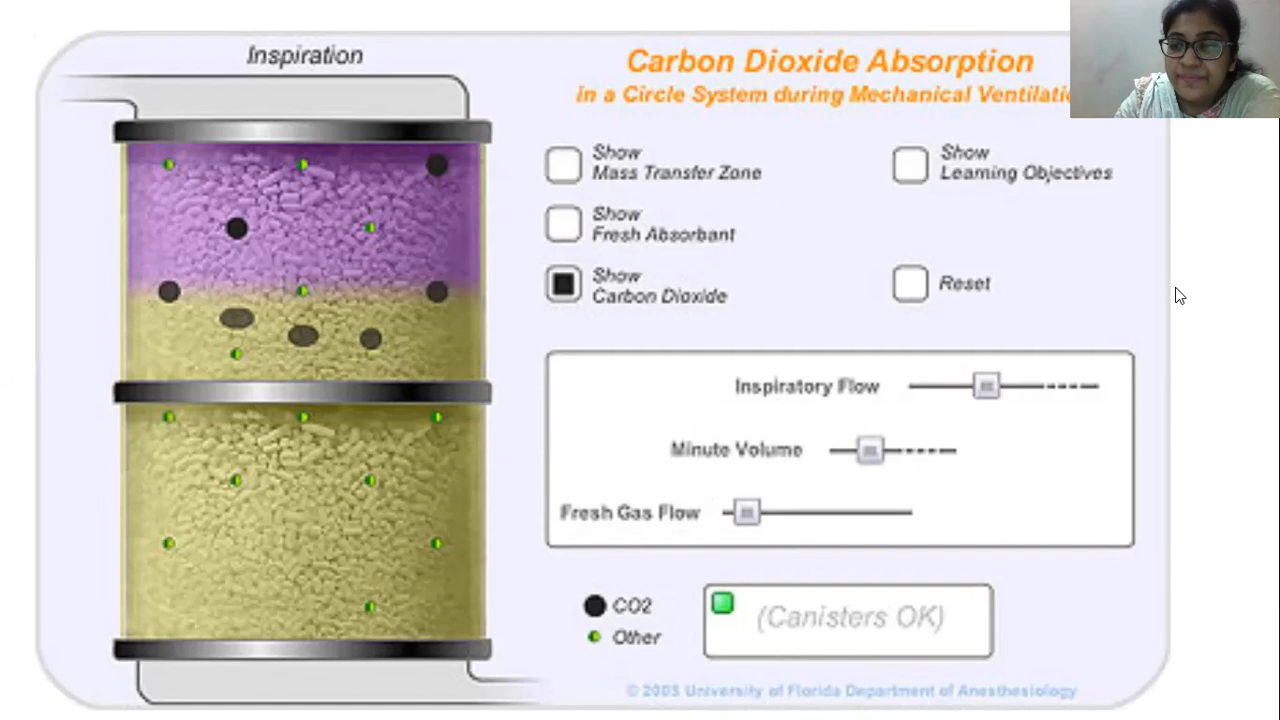 Inspiration
Carbon Dioxide Absorption
in a Circle System during Mechanical
Show
Mass Transfer Zone
Show
Learning Objectives
Show
Fresh Absorbant
Show
Carbon Dioxide
Reset
Inspiratory Flow
Minute Volume
Fresh Gas Flow
CO2
Other
(Canisters OK)
© 2003 University of Florida Department of Anesthesiology